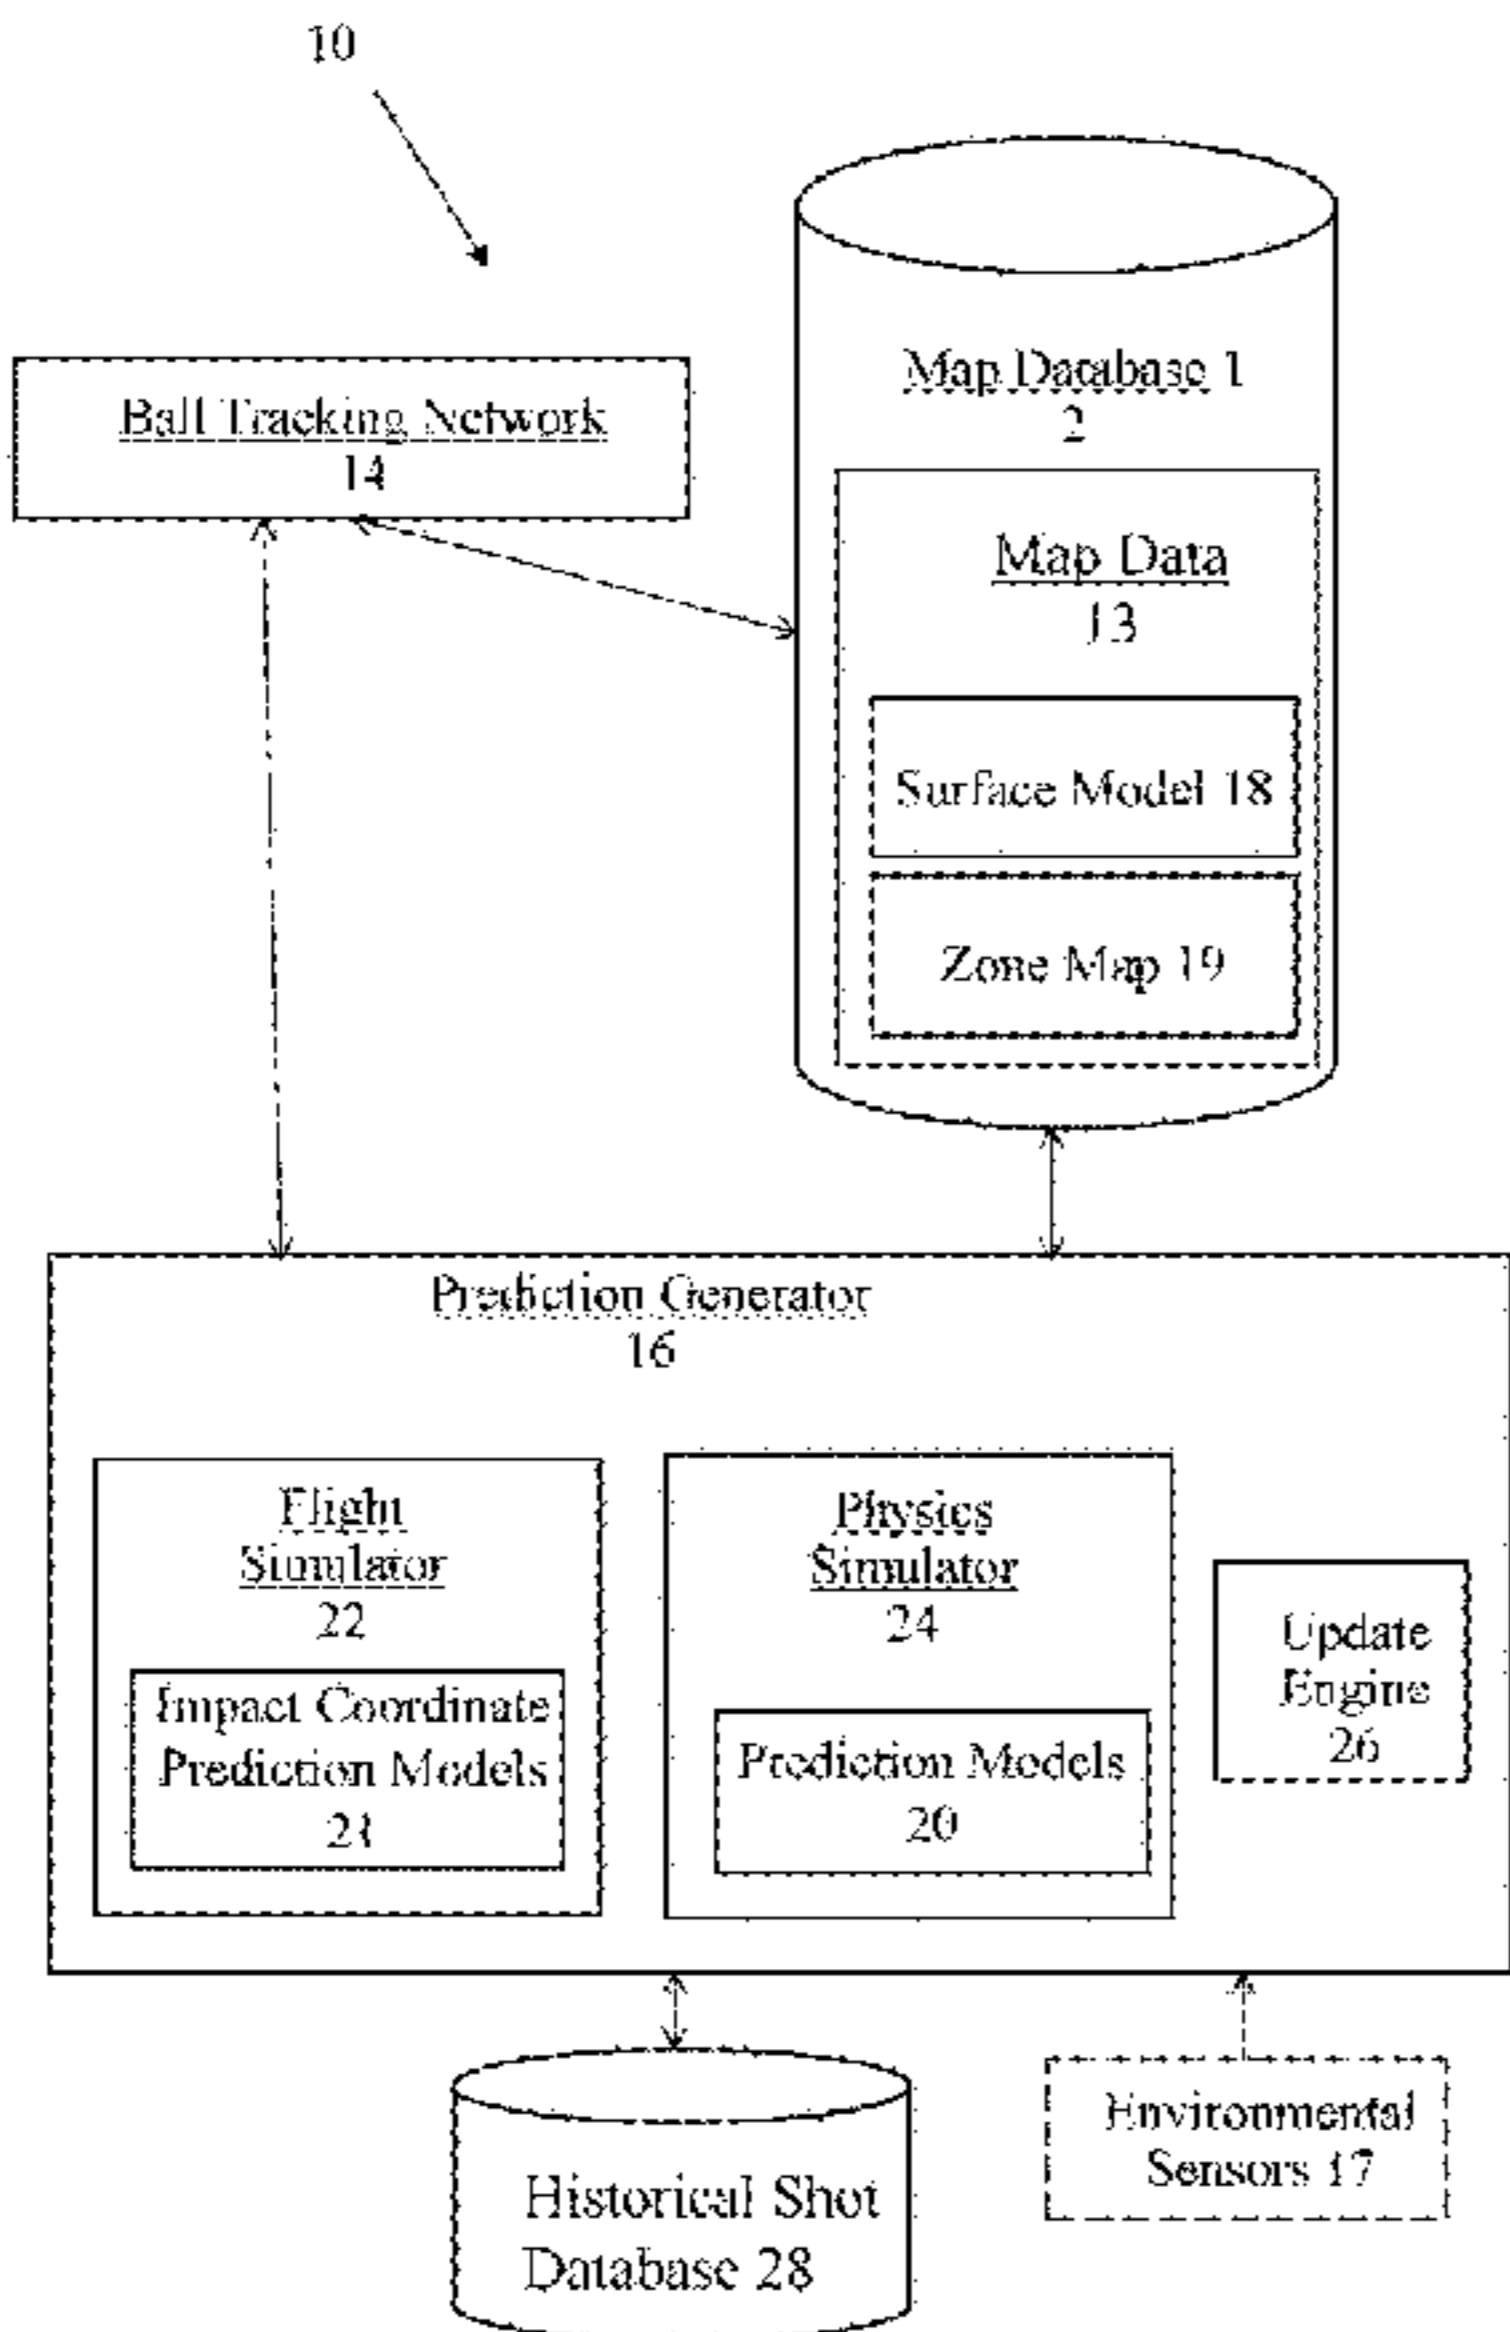 10
Map Database 1
2
Ball Tracking Network
14
Map Data
13
Surface Model 18
Zone Map 19
Prediction Generator
16
Flight
Simulator
22
Impact Coordinate
Prediction Models
21
Physics
Simulator
24
Prediction Models
20
Update
Engine
26
Historical Shot
Database 28
Environmental
Sensors 17